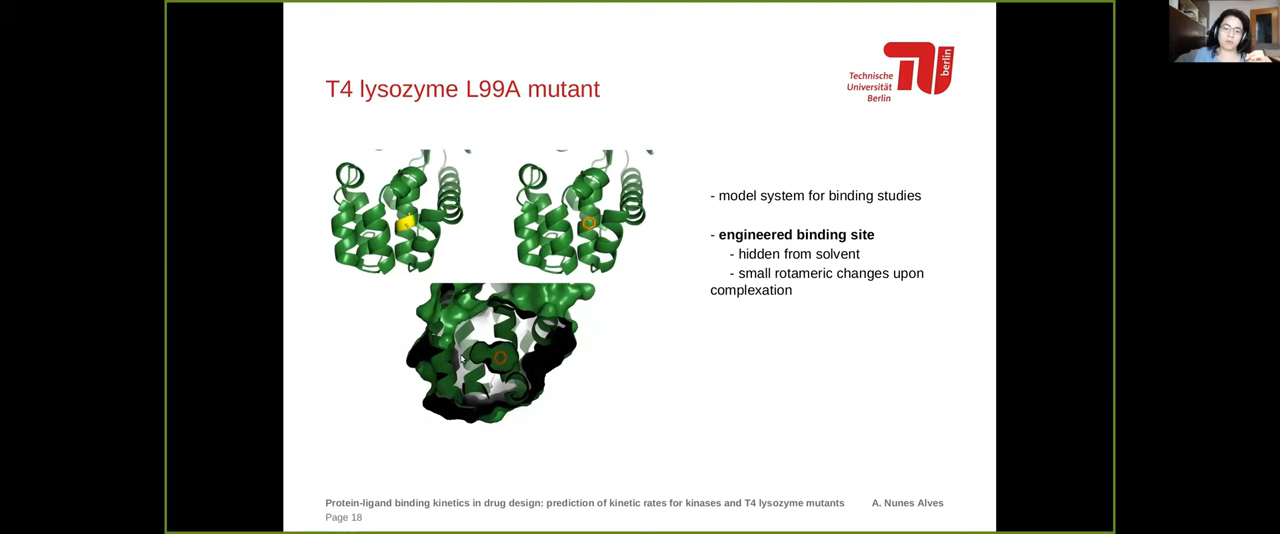 T4 lysozyme L99A mutant
Technische
Universität
Berlin
berlin
- model system for binding studies
- engineered binding site
- hidden from solvent
- small rotameric changes upon
complexation
Protein-ligand binding kinetics in drug design: prediction of kinetic rates for kinases and T4 lysozyme mutants A. Nunes Alves
Page 18